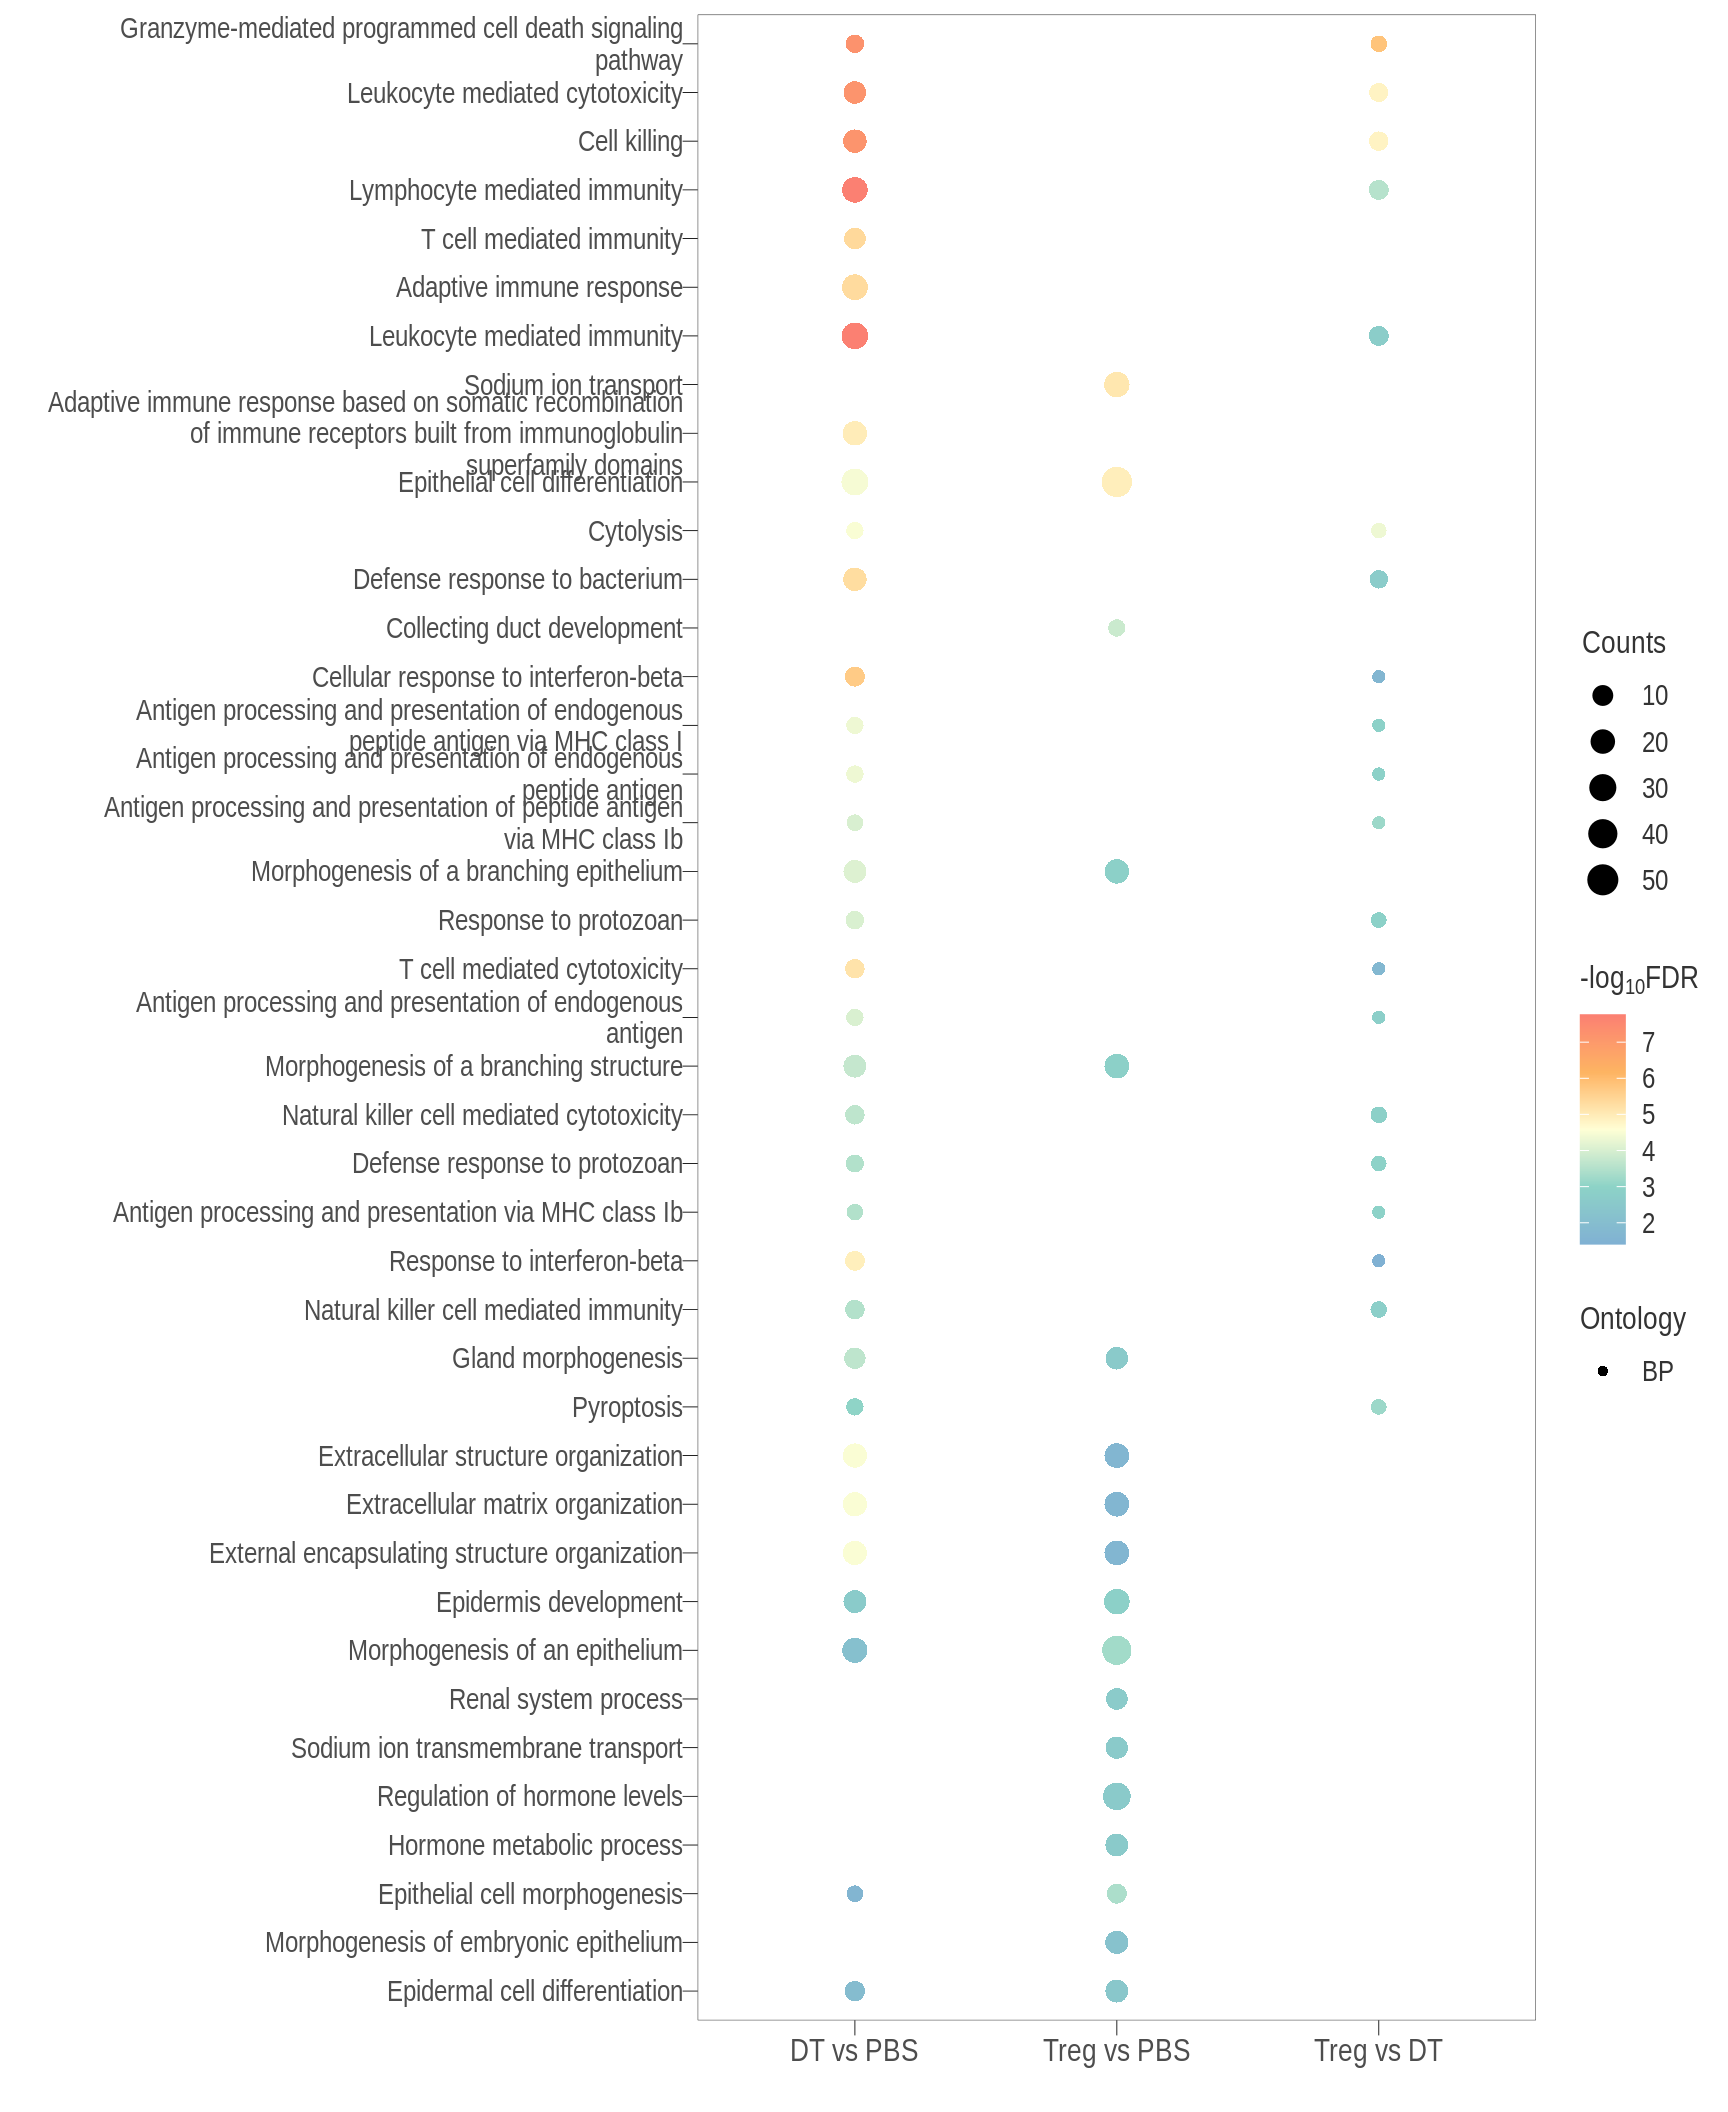 Granzyme-mediated programmed cell death signaling
pathway
Leukocyte mediated cytotoxicity
Cell killing
Lymphocyte mediated immunity
T cell mediated immunity
Adaptive immune response
Leukocyte mediated immunity
Sodium ion transport
Adaptive immune response based on somatic recombination
of immune receptors built from immunoglobulin
superfamily domains
Epithelial cell differentiation
Cytolysis
Defense response to bacterium
Collecting duct development
Cellular response to interferon-beta
Antigen processing and presentation of endogenous
peptide antigen via MHC class I
Antigen processing and presentation of endogenous
peptide antigen
Antigen processing and presentation of peptide antigen
via MHC class Ib
Morphogenesis of a branching epithelium
Response to protozoan
T cell mediated cytotoxicity
Antigen processing and presentation of endogenous
antigen
Morphogenesis of a branching structure
Natural killer cell mediated cytotoxicity
Defense response to protozoan
Antigen processing and presentation via MHC class Ib
Response to interferon-beta
Natural killer cell mediated immunity
Gland morphogenesis
Pyroptosis
Extracellular structure organization
Extracellular matrix organization
External encapsulating structure organization
Epidermis development
Morphogenesis of an epithelium
Renal system process
Sodium ion transmembrane transport
Regulation of hormone levels
Hormone metabolic process
Epithelial cell morphogenesis
Morphogenesis of embryonic epithelium
Epidermal cell differentiation
DT vs PBS
Treg vs PBS
Treg vs DT
Counts
10
20
30
40
50
-log10FDR
7
6
5
4
3
2
Ontology
BP